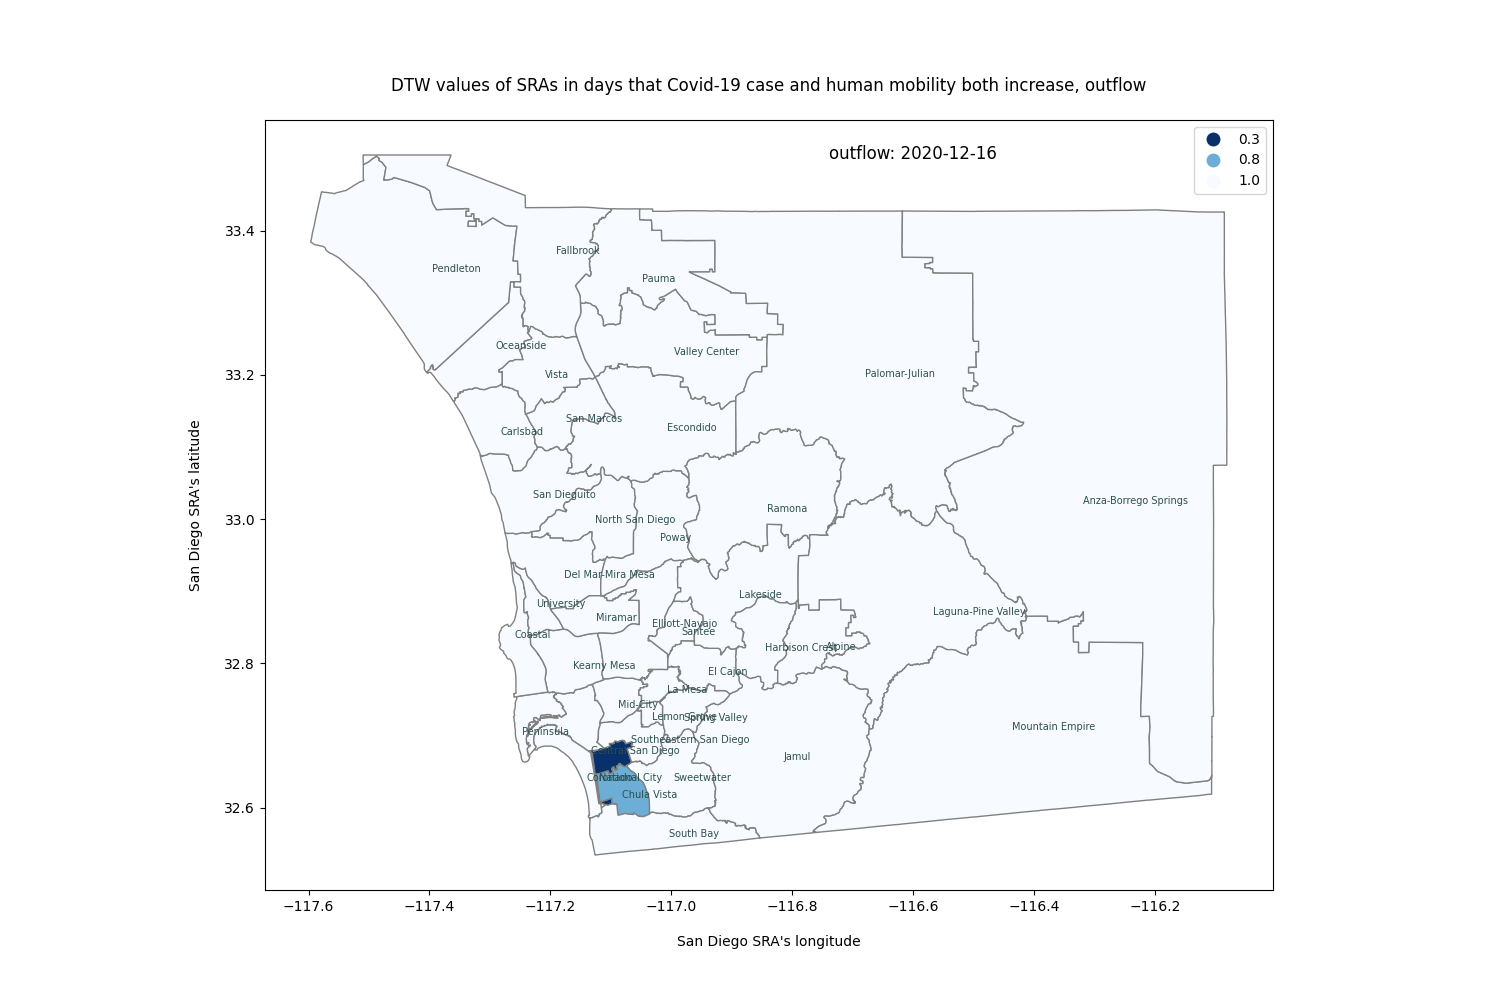 DTW values of SRAs in days that Covid-19 case and human mobility both increase, outflow
outflow: 2020-12-16
0.3
0.8
1.0
San Diego SRA's latitude
33.4
33.2
33.0
32.8
32.6
Fallbrook
Pendleton
Pauma
Oceanside
Valley Center
Vista
Palomar-Julian
San Marcos
Carlsbad
Escondido
San Dieguito
Anza-Borrego Springs
Ramona
North San Diego
Poway
Del Mar-Mira Mesa
Lakeside
University
Laguna-Pine Valley
Miramar
Elliott-Navajo
Santee
Coastal
Harbison Crest
Alpine
Kearny Mesa
El Cajon
La Mesa
Mid-City
Lemon Grove
Spring Valley
Mountain Empire
Peninsula
Southeastern San Diego
Central San Diego
Jamul
Coronado
National City
Sweetwater
Chula Vista
South Bay
−117.6
−117.4
−117.2
−117.0
−116.8
−116.6
−116.4
−116.2
San Diego SRA's longitude